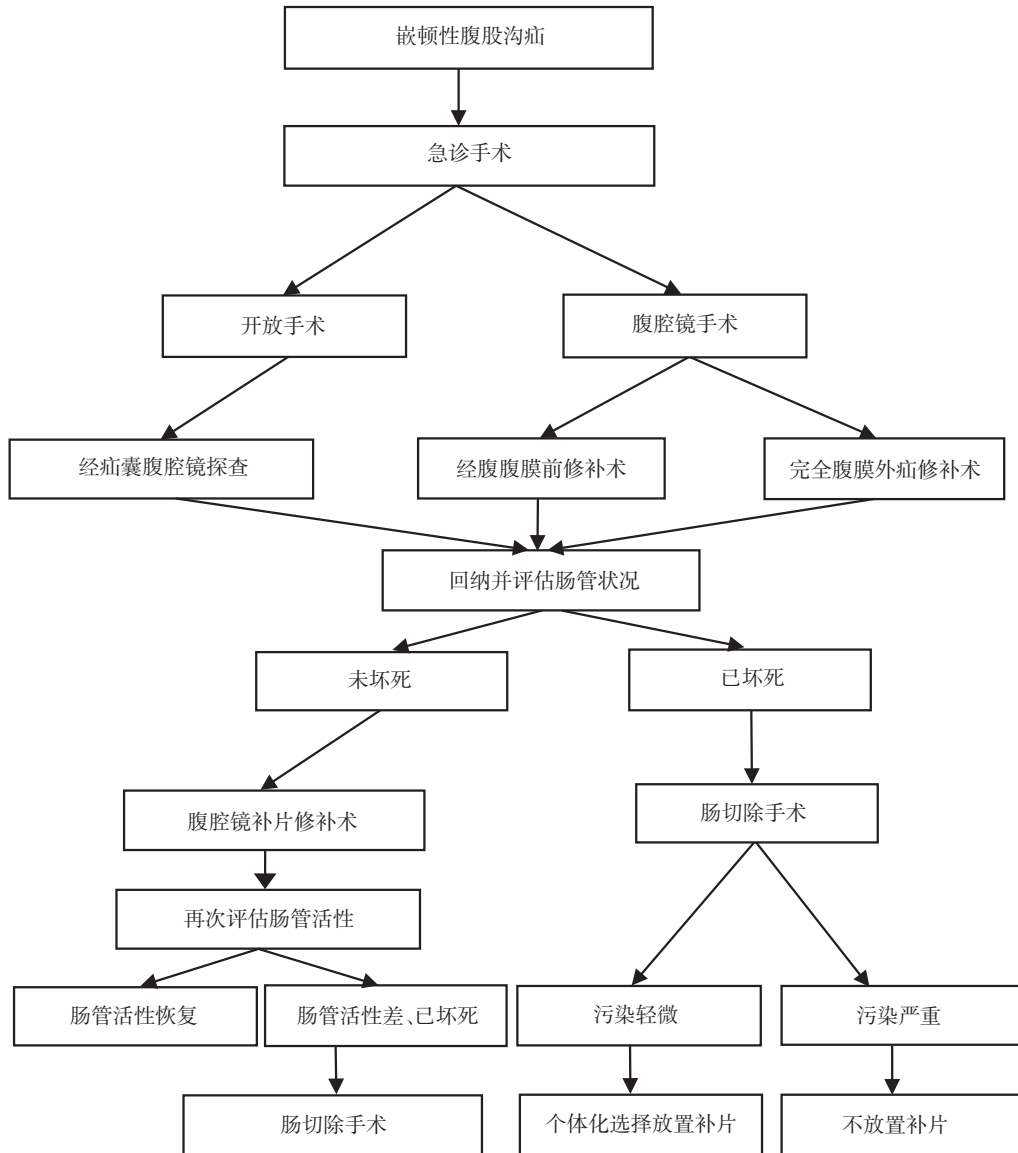 嵌顿性腹股沟疝
急诊手术
开放手术
腹腔镜手术
经疝囊腹腔镜探查
经腹腹膜前修补术
完全腹膜外疝修补术
回纳并评估肠管状况
未坏死
已坏死
腹腔镜补片修补术
肠切除手术
再次评估肠管活性
肠管活性恢复
肠管活性差、已坏死
污染轻微
污染严重
肠切除手术
个体化选择放置补片
不放置补片